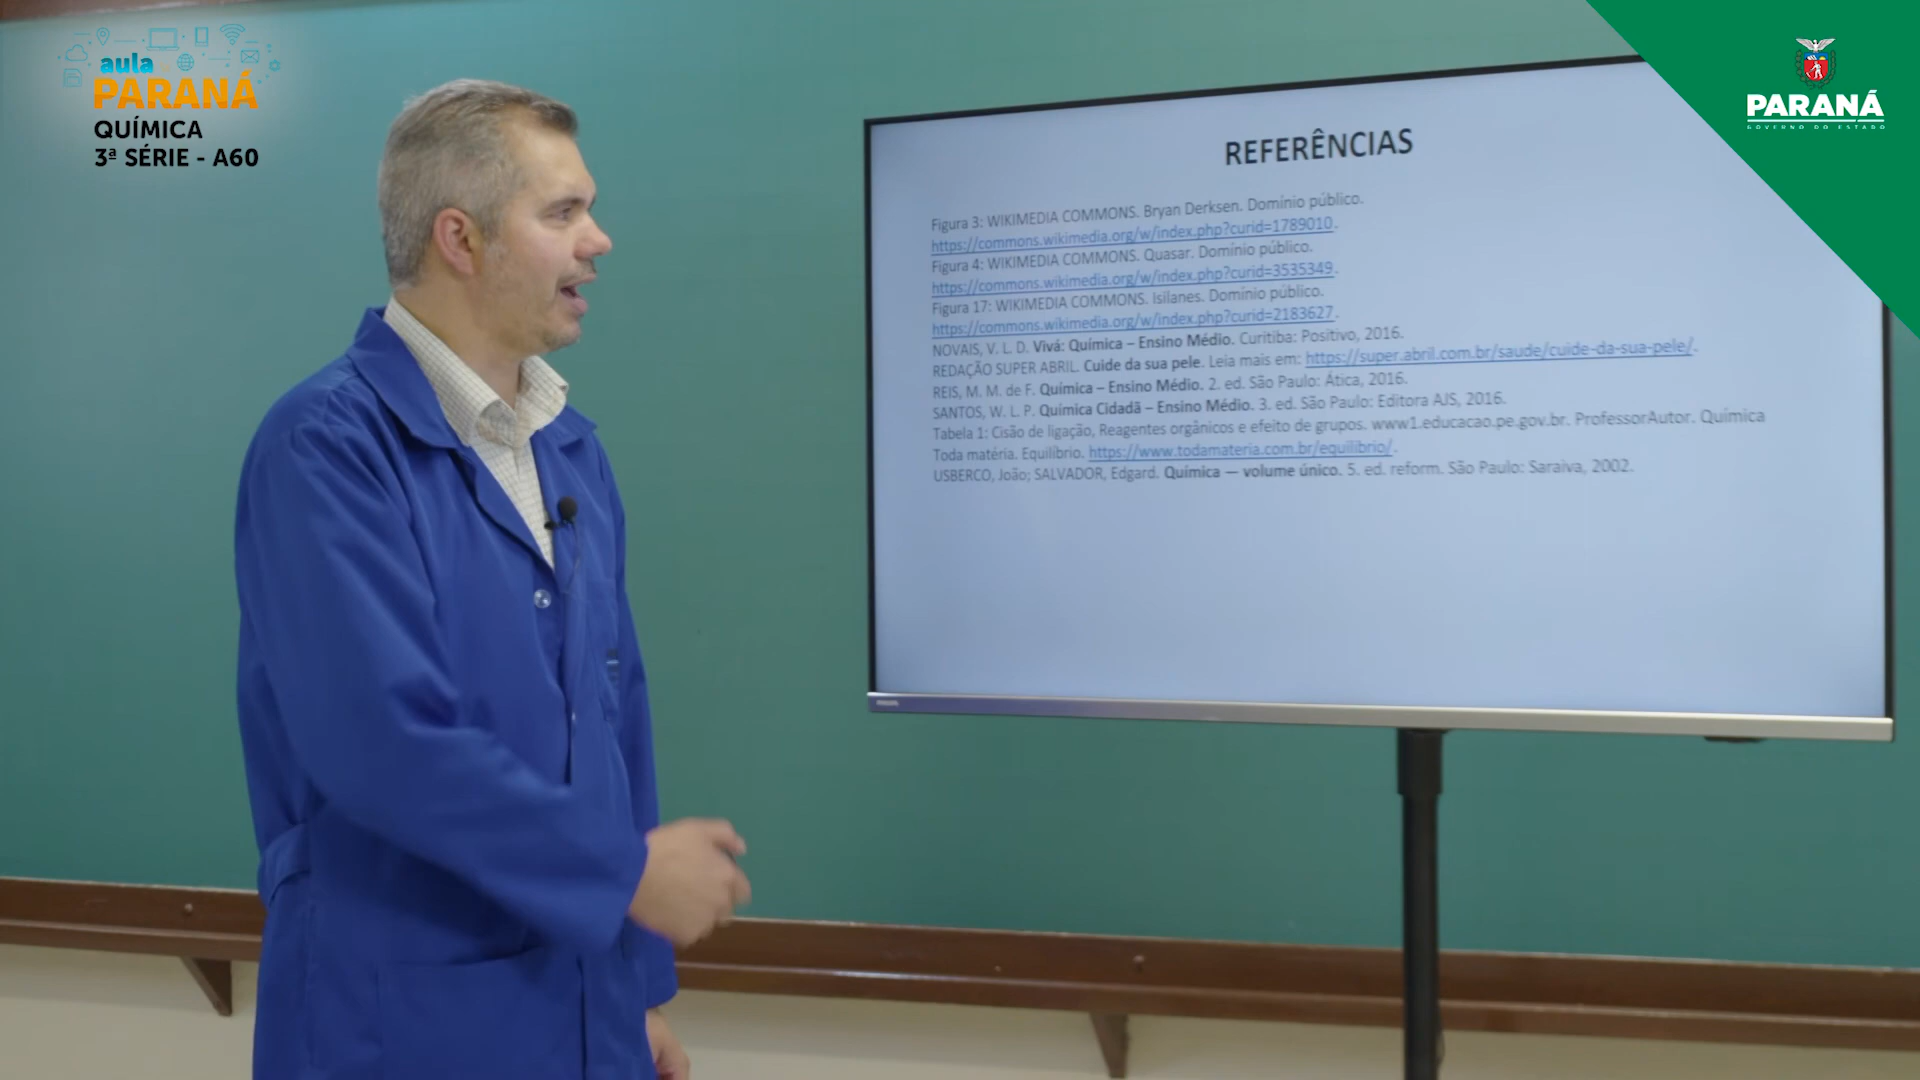 aula
PARANÁ
QUÍMICA
3ª SÉRIE - A60
PARANÁ
GOVERNO DO ESTADO
REFERÊNCIAS
Figura 3: WIKIMEDIA COMMONS. Bryan Derksen. Domínio público.
https://commons.wikimedia.org/w/index.php?curid=1789010.
Figura 4: WIKIMEDIA COMMONS. Quasar. Domínio público.
https://commons.wikimedia.org/w/index.php?curid=3535349.
Figura 17: WIKIMEDIA COMMONS. Isilanes. Domínio público.
https://commons.wikimedia.org/w/index.php?curid=2183627.
NOVAIS, V. L. D. Vivá: Química – Ensino Médio. Curitiba: Positivo, 2016.
REDAÇÃO SUPER ABRIL. Cuide da sua pele. Leia mais em: https://super.abril.com.br/saude/cuide-da-sua-pele/.
REIS, M. M. de F. Química – Ensino Médio. 2. ed. São Paulo: Ática, 2016.
SANTOS, W. L. P. Química Cidadã – Ensino Médio. 3. ed. São Paulo: Editora AJS, 2016.
Tabela 1: Cisão de ligação, Reagentes orgânicos e efeito de grupos. www1.educacao.pe.gov.br. ProfessorAutor. Química
Toda matéria. Equilíbrio. https://www.todamateria.com.br/equilibrio/.
USBERCO, João; SALVADOR, Edgard. Química — volume único. 5. ed. reform. São Paulo: Saraiva, 2002.